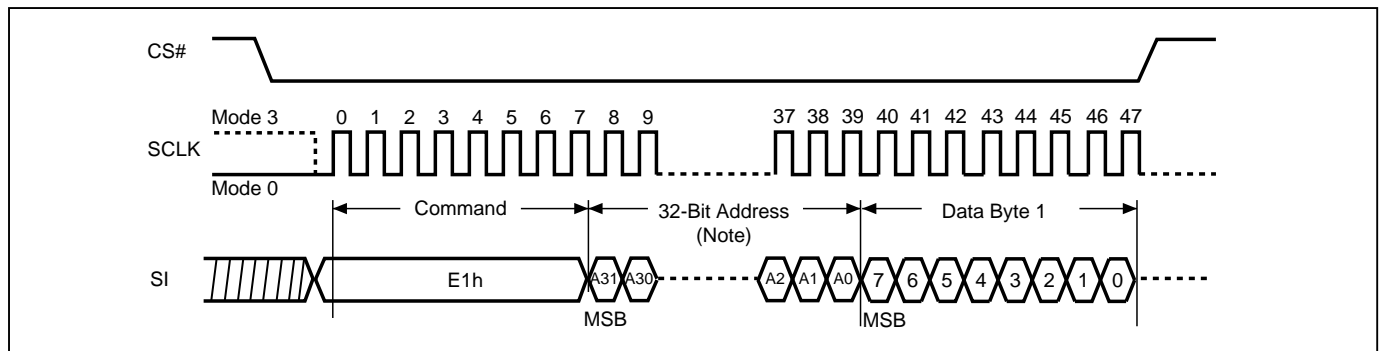 CS#
Mode 3 0 1 2 3 4 5 6 7 8 9 37 38 39 40 41 42 43 44 45 46 47
SCLK
Mode 0
Command 32-Bit Address Data Byte 1
(Note)
SI E1h A31 A30 A2 A1 A0 7 6 5 4 3 2 1 0
MSB MSB